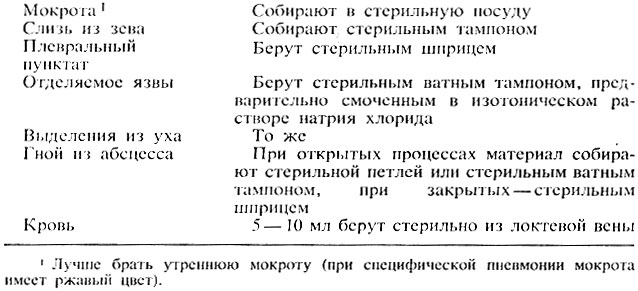 Мокрота¹ Собирают в стерильную посуду
Слизь из зева Собирают стерильным тампоном
Плевральный Берут стерильным шприцем
пунктат
Отделяемое язвы Берут стерильным ватным тампоном, пред-
варительно смоченным в изотоническом ра-
створе натрия хлорида
Выделения из уха То же
Гной из абсцесса При открытых процессах материал собира-
ют стерильной петлей или стерильным ватным
тампоном, при закрытых — стерильным
шприцем
Кровь 5—10 мл берут стерильно из локтевой вены
¹ Лучше брать утреннюю мокроту (при специфической пневмонии мокрота
имеет ржавый цвет).